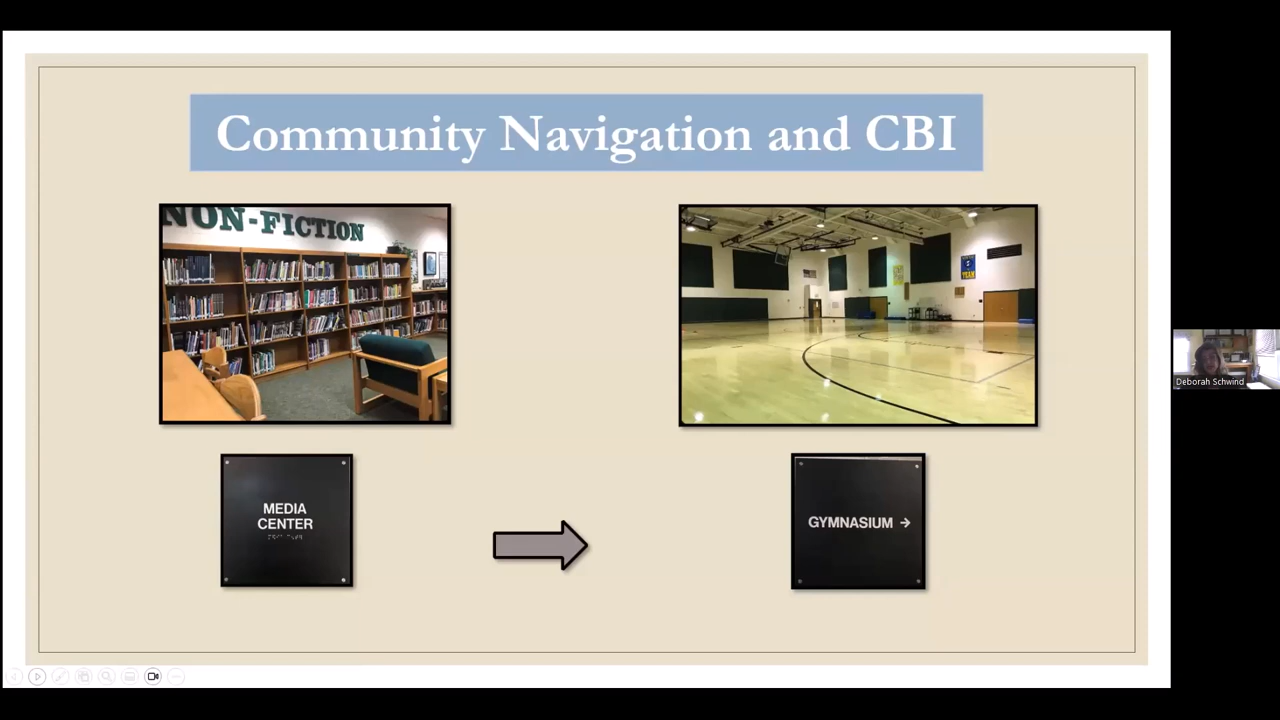 Community Navigation and CBI
NON-FICTION
MEDIA
CENTER
GYMNASIUM →
Deborah Schwind